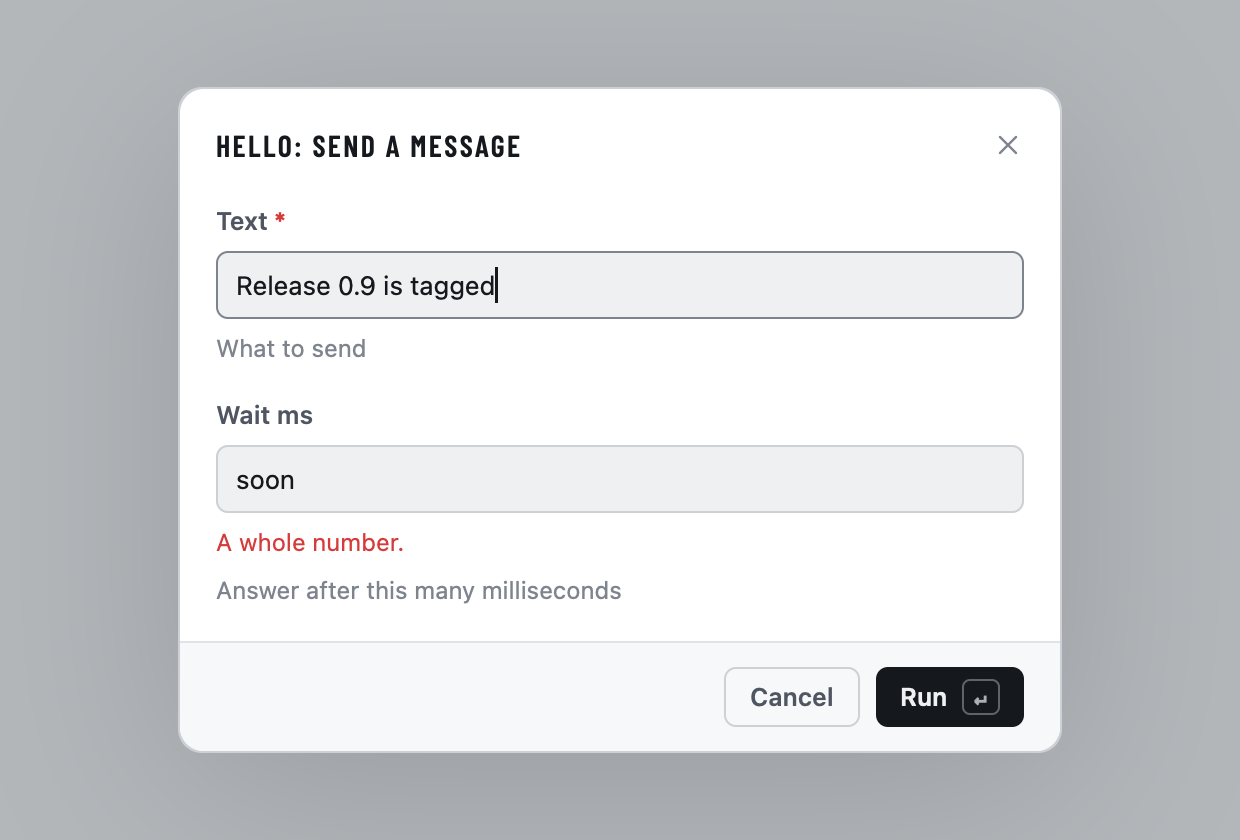 HELLO: SEND A MESSAGE
Text *
Release 0.9 is tagged
What to send
Wait ms
soon
A whole number.
Answer after this many milliseconds
Cancel
Run ↵